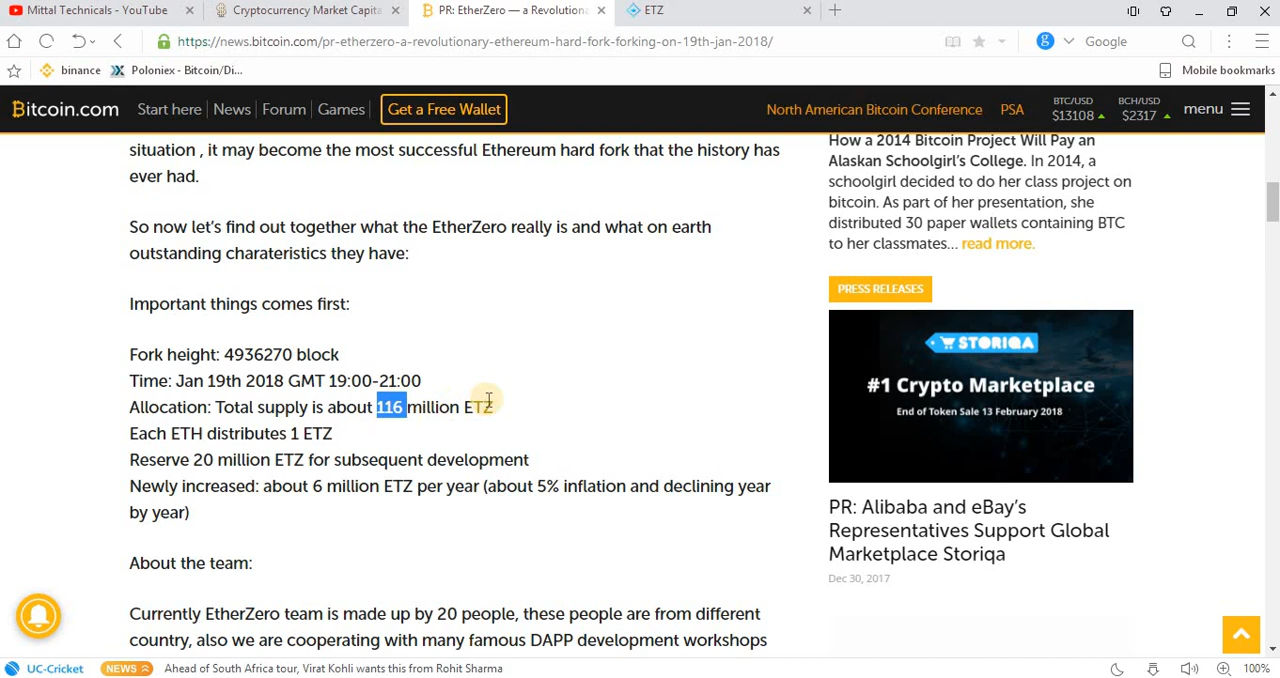 Mittal Technicals - YouTube
Cryptocurrency Market Capita
PR: EtherZero — a Revolutiona
ETZ
https://news.bitcoin.com/pr-etherzero-a-revolutionary-ethereum-hard-fork-forking-on-19th-jan-2018/
Google
binance
Poloniex - Bitcoin/Di...
Mobile bookmarks
Bitcoin.com
Start here
News
Forum
Games
Get a Free Wallet
North American Bitcoin Conference
PSA
BTC/USD
$13108
BCH/USD
$2317
menu
situation , it may become the most successful Ethereum hard fork that the history has
ever had.
So now let's find out together what the EtherZero really is and what on earth
outstanding charateristics they have:
Important things comes first:
Fork height: 4936270 block
Time: Jan 19th 2018 GMT 19:00-21:00
Allocation: Total supply is about 116 million ETZ
Each ETH distributes 1 ETZ
Reserve 20 million ETZ for subsequent development
Newly increased: about 6 million ETZ per year (about 5% inflation and declining year
by year)
About the team:
Currently EtherZero team is made up by 20 people, these people are from different
country, also we are cooperating with many famous DAPP development workshops
How a 2014 Bitcoin Project Will Pay an
Alaskan Schoolgirl's College. In 2014, a
schoolgirl decided to do her class project on
bitcoin. As part of her presentation, she
distributed 30 paper wallets containing BTC
to her classmates... read more.
PRESS RELEASES
STORIQA
#1 Crypto Marketplace
End of Token Sale 13 February 2018
PR: Alibaba and eBay's
Representatives Support Global
Marketplace Storiqa
Dec 30, 2017
UC-Cricket
NEWS
Ahead of South Africa tour, Virat Kohli wants this from Rohit Sharma
100%